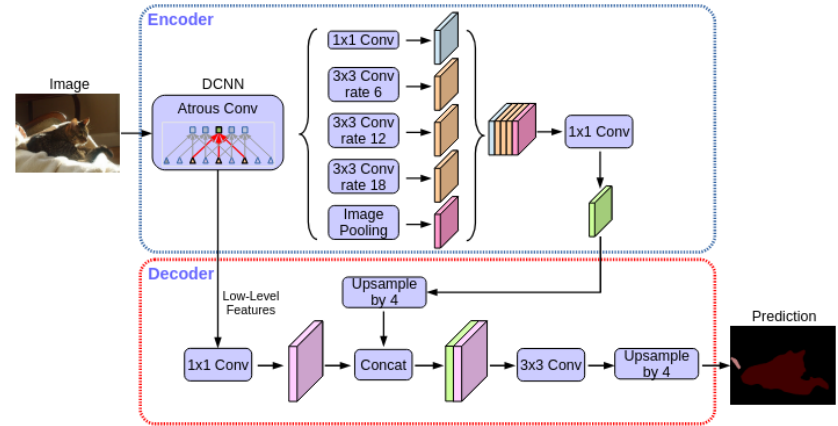 Encoder
Image
DCNN
Atrous Conv
1x1 Conv
3x3 Conv
rate 6
3x3 Conv
rate 12
3x3 Conv
rate 18
Image
Pooling
1x1 Conv
Decoder
Low-Level
Features
Upsample
by 4
1x1 Conv
Concat
3x3 Conv
Upsample
by 4
Prediction